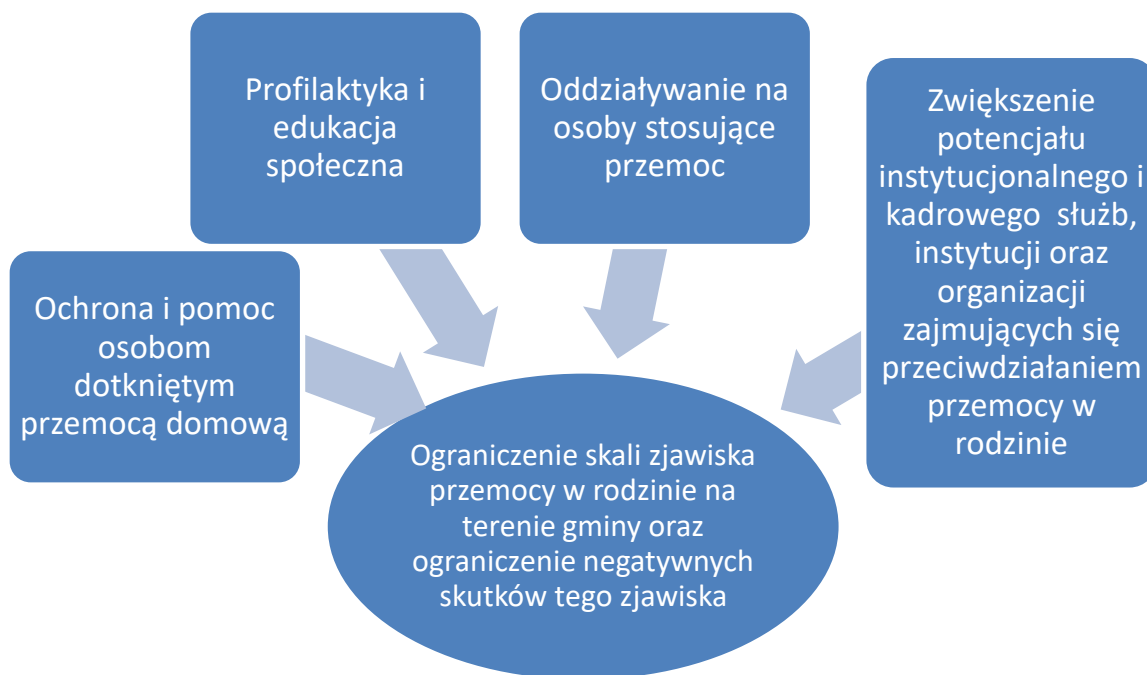 Ochrona i pomoc
osobom
dotkniętym
przemocą domową
Profilaktyka i
edukacja
społeczna
Oddziaływanie na
osoby stosujące
przemoc
Zwiększenie
potencjału
instytucjonalnego i
kadrowego służb,
instytucji oraz
organizacji
zajmujących się
przeciwdziałaniem
przemocy w
rodzinie
Ograniczenie skali zjawiska
przemocy w rodzinie na
terenie gminy oraz
ograniczenie negatywnych
skutków tego zjawiska